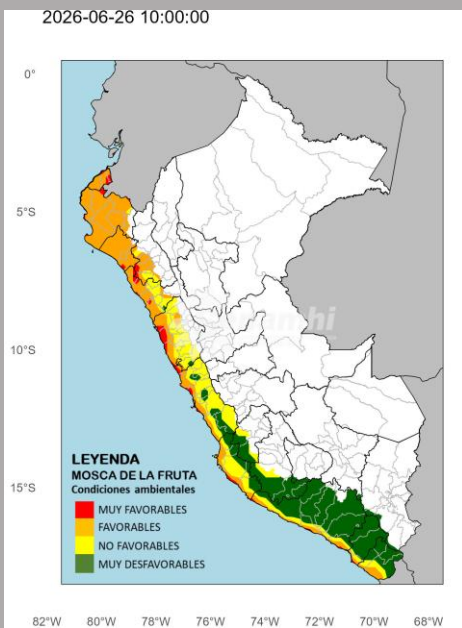 2026-06-26 10:00:00
0°
5°S
10°S
15°S
LEYENDA
MOSCA DE LA FRUTA
Condiciones ambientales
MUY FAVORABLES
FAVORABLES
NO FAVORABLES
MUY DESFAVORABLES
82°W 80°W 78°W 76°W 74°W 72°W 70°W 68°W